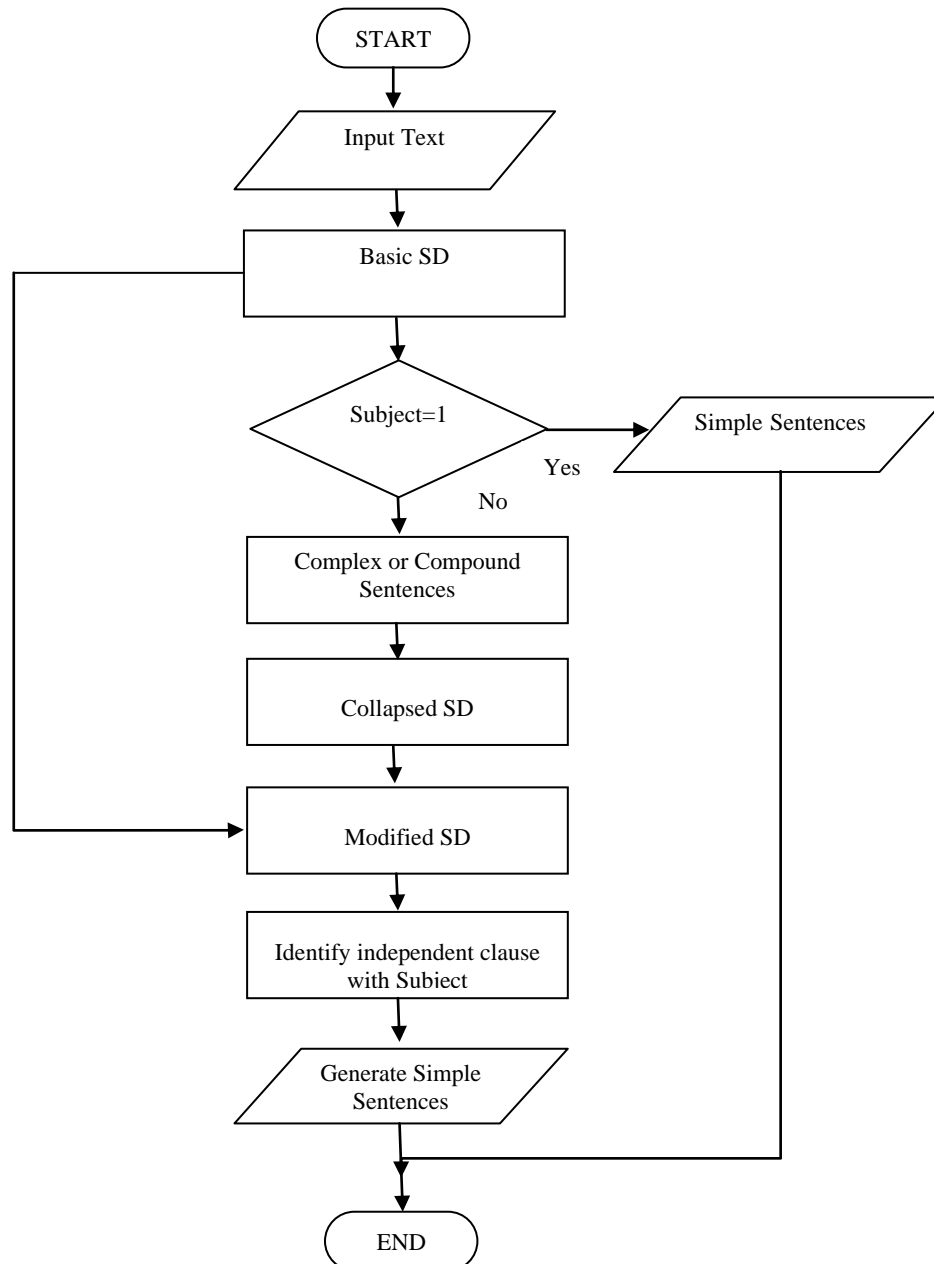 START
Input Text
Basic SD
Subject=1
Simple Sentences
Yes
No
Complex or Compound
Sentences
Collapsed SD
Modified SD
Identify independent clause
with Subject
Generate Simple
Sentences
END